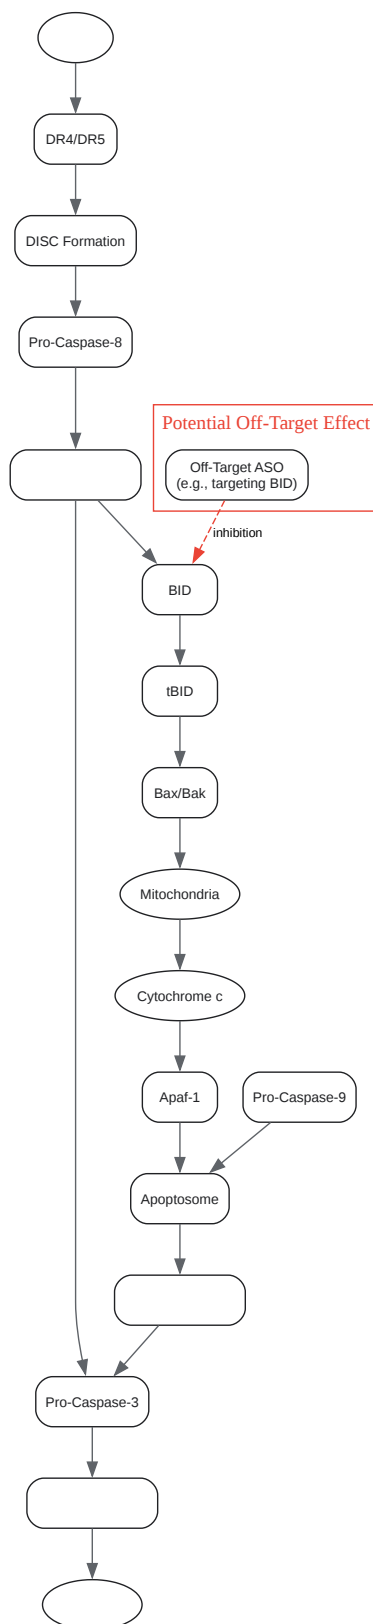 DR4/DR5
DISC Formation
Pro-Caspase-8
Potential Off-Target Effect
Off-Target ASO
(e.g., targeting BID)
inhibition
BID
tBID
Bax/Bak
Mitochondria
Cytochrome c
Apaf-1
Pro-Caspase-9
Apoptosome
Pro-Caspase-3